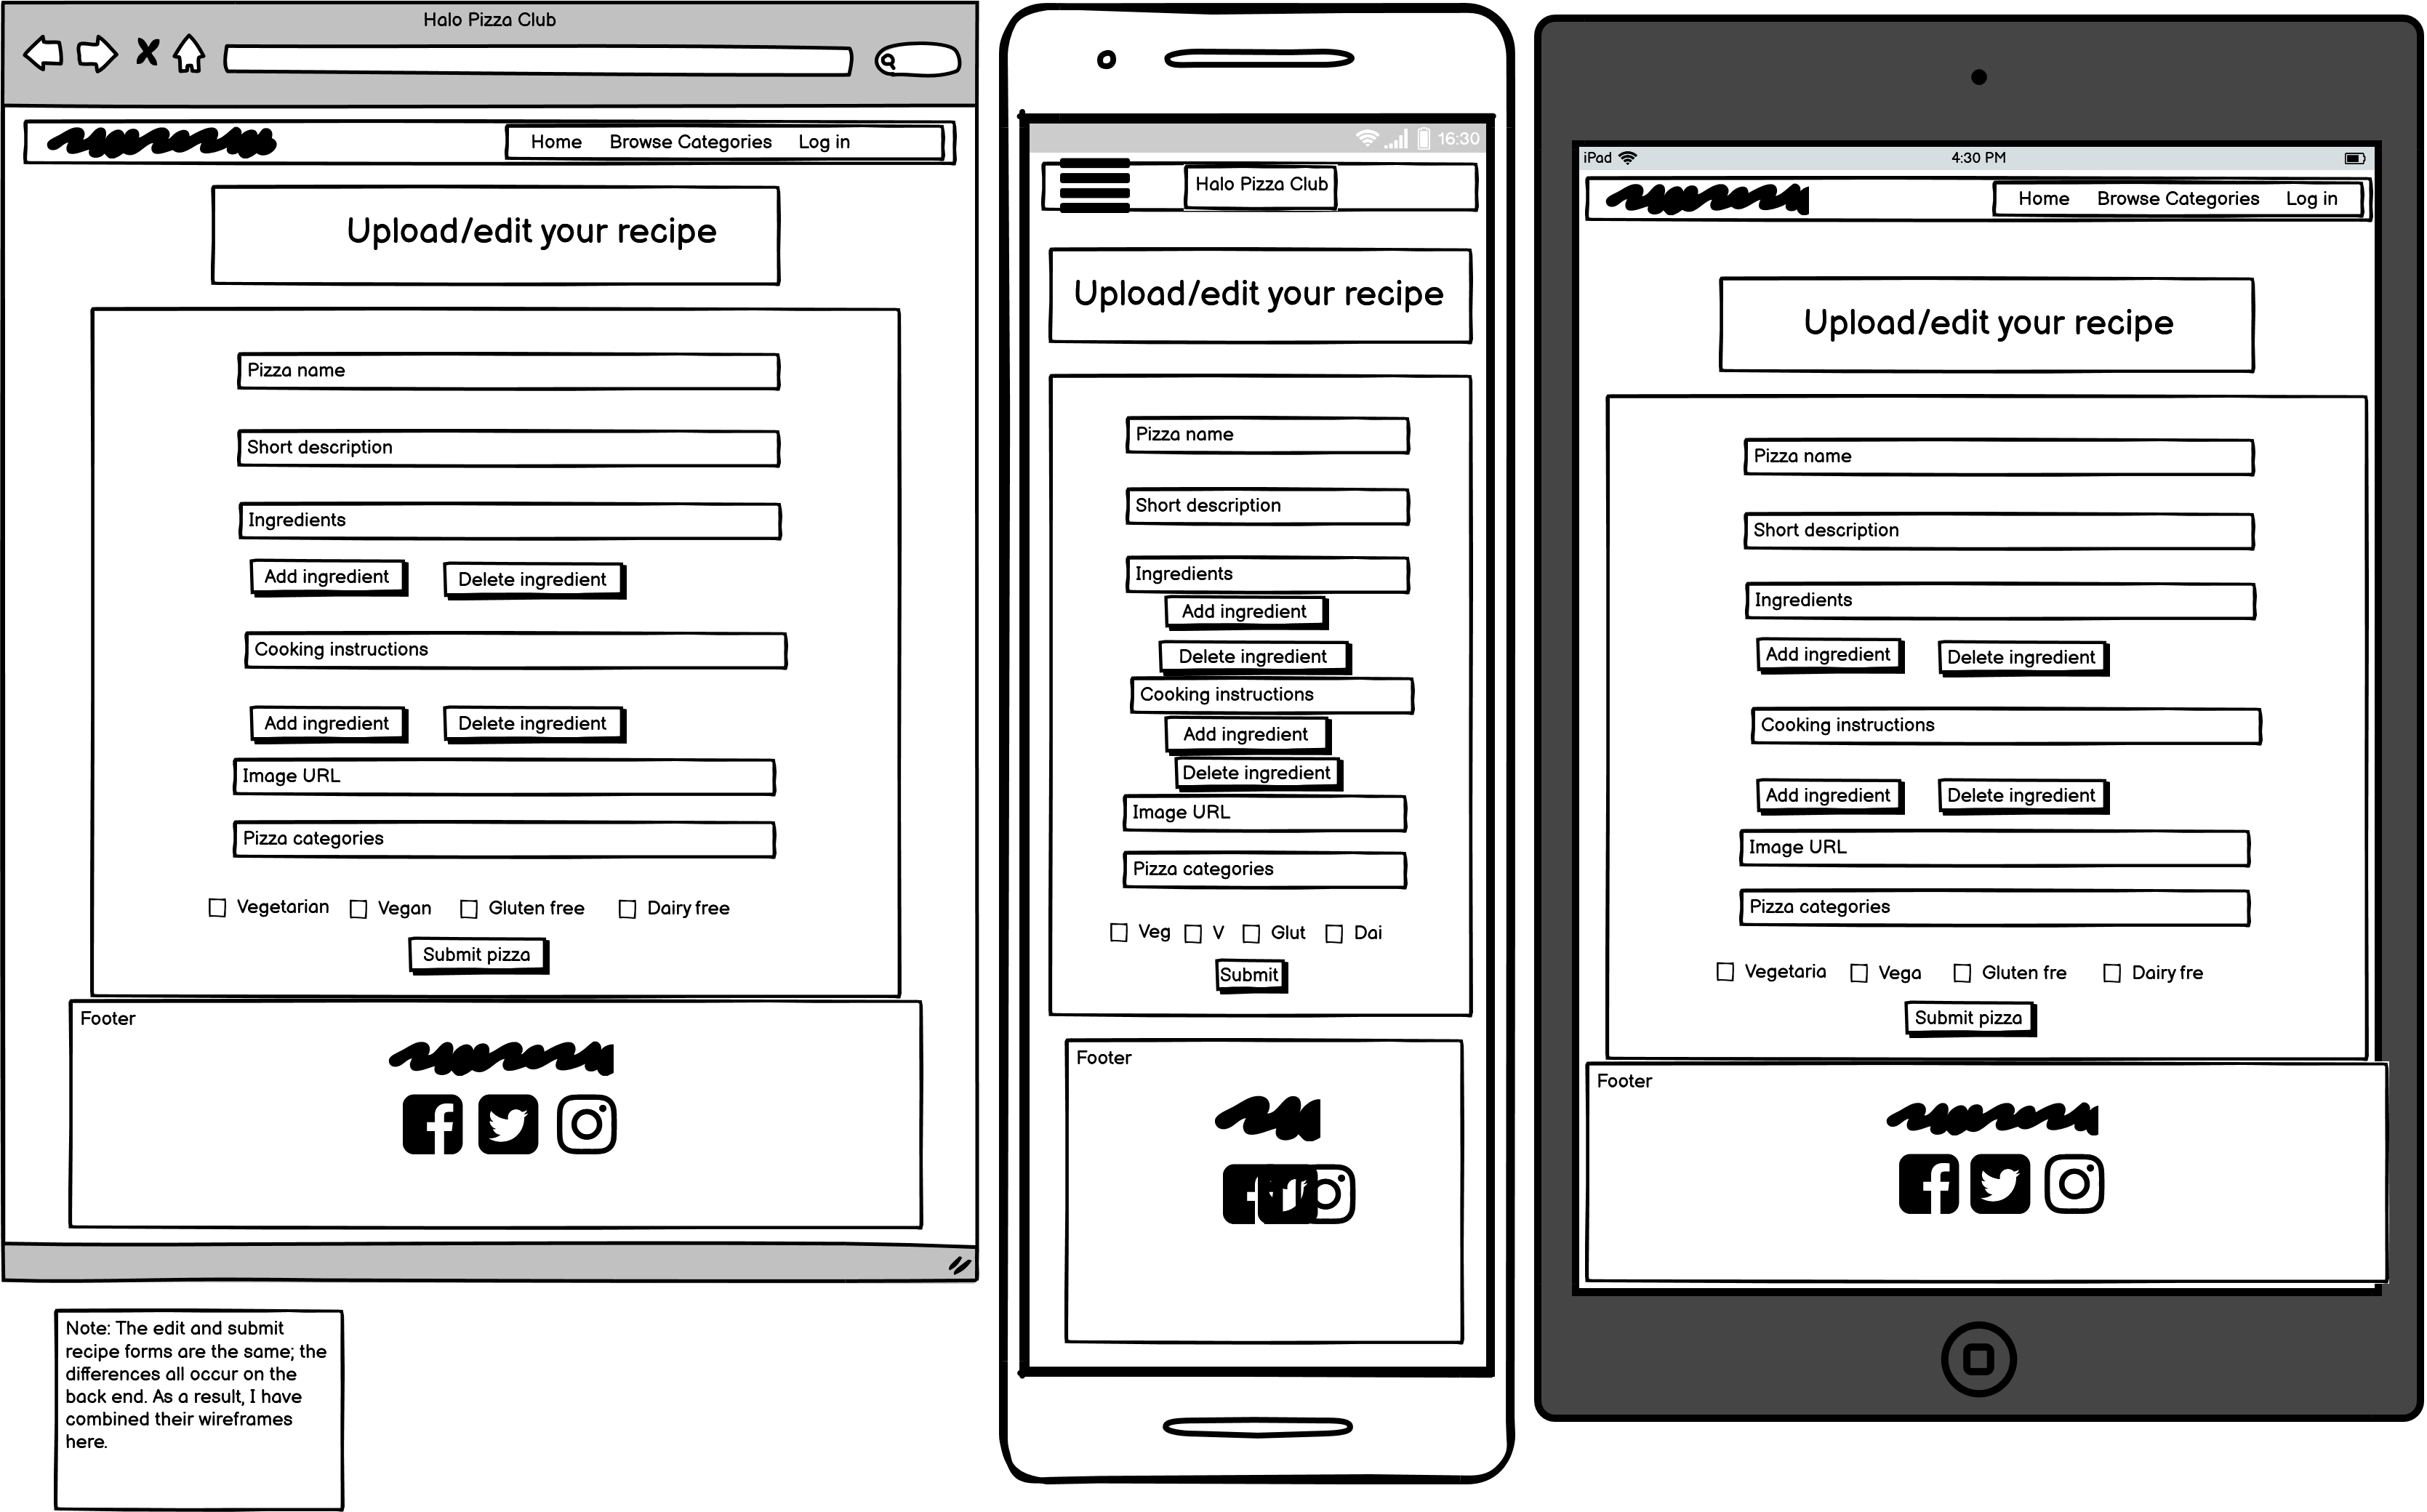 Halo Pizza Club
Home Browse Categories Log in
Upload/edit your recipe
Pizza name
Short description
Ingredients
Add ingredient Delete ingredient
Cooking instructions
Add ingredient Delete ingredient
Image URL
Pizza categories
Vegetarian Vegan Gluten free Dairy free
Submit pizza
Footer
Note: The edit and submit
recipe forms are the same; the
differences all occur on the
back end. As a result, I have
combined their wireframes
here.
16:30
Halo Pizza Club
Upload/edit your recipe
Pizza name
Short description
Ingredients
Add ingredient
Delete ingredient
Cooking instructions
Add ingredient
Delete ingredient
Image URL
Pizza categories
Veg V Glut Dai
Submit
Footer
iPad 4:30 PM
Home Browse Categories Log in
Upload/edit your recipe
Pizza name
Short description
Ingredients
Add ingredient Delete ingredient
Cooking instructions
Add ingredient Delete ingredient
Image URL
Pizza categories
Vegetaria Vega Gluten fre Dairy fre
Submit pizza
Footer